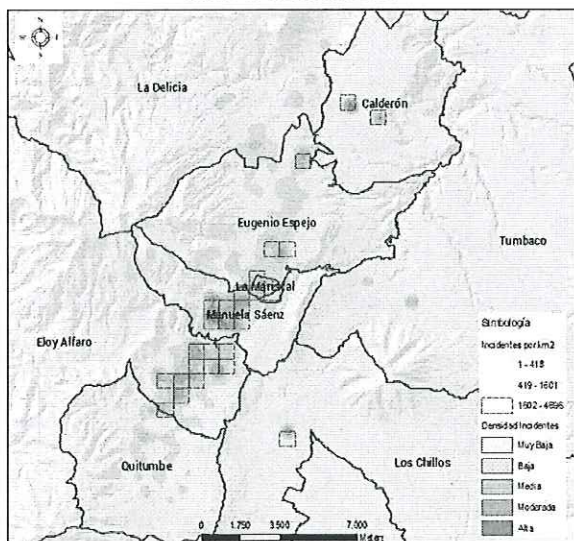 N
La Delicia
Calderón
Eugenio Espejo
Tumbaco
La Mariscal
Manuela Sáenz
Eloy Alfaro
Quitumbe
Los Chillos
Simbología
Incidentes por km2
1 - 418
419 - 1601
1602 - 4696
Densidad Incidentes
Muy Baja
Baja
Media
Moderada
Alta
0 1.750 3.500 7.000
Meters